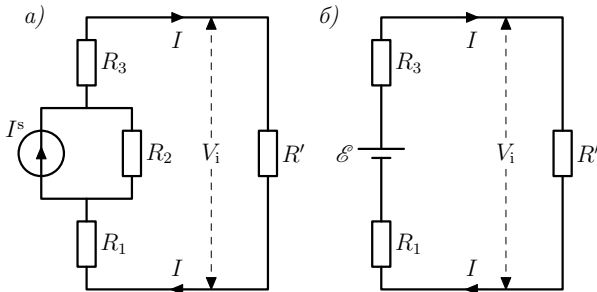 а)
I
R₃
Iˢ
R₂
Vᵢ
R′
R₁
I
б)
I
R₃
ℰ
Vᵢ
R′
R₁
I